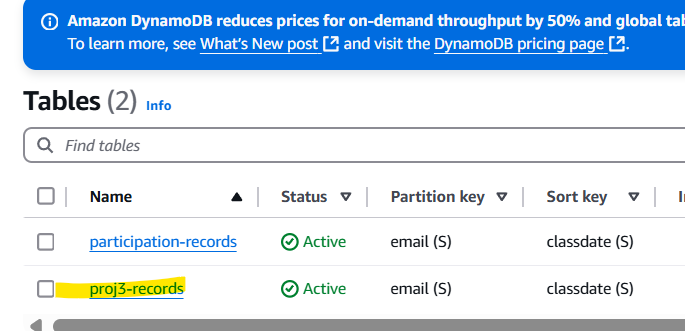 Amazon DynamoDB reduces prices for on-demand throughput by 50% and global
To learn more, see What's New post and visit the DynamoDB pricing page.
Tables (2) Info
Find tables
Name Status Partition key Sort key
participation-records Active email (S) classdate (S)
proj3-records Active email (S) classdate (S)